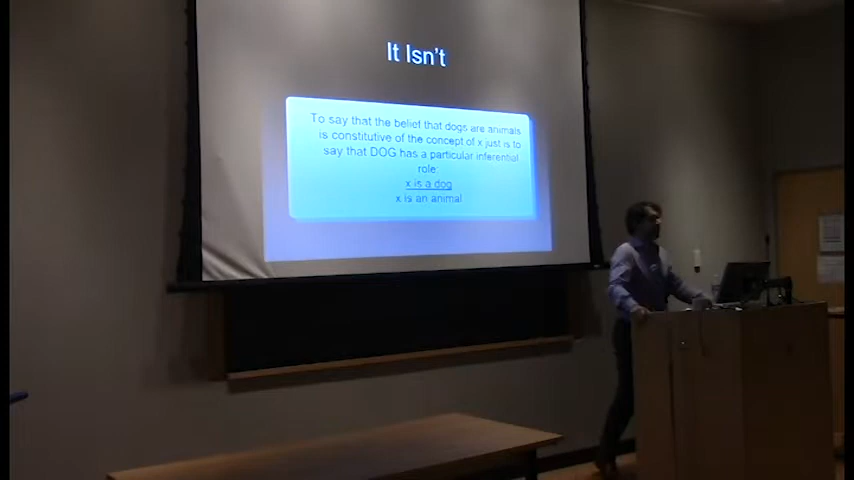 It Isn't
To say that the belief that dogs are animals
is constitutive of the concept of x just is to
say that DOG has a particular inferential
role:
x is a dog
x is an animal